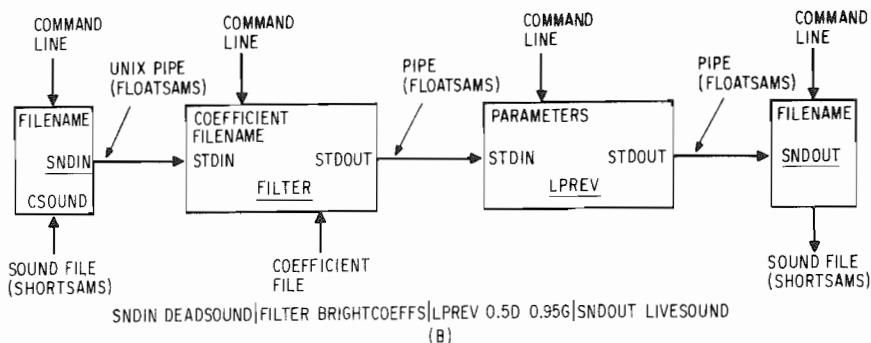 COMMAND
LINE
UNIX PIPE
(FLOATSAMS)
COMMAND
LINE
PIPE
(FLOATSAMS)
COMMAND
LINE
PIPE
(FLOATSAMS)
COMMAND
LINE
FILENAME
SNDIN
CSOUND
COEFFICIENT
FILENAME
STDIN STDOUT
FILTER
PARAMETERS
STDIN STDOUT
LPREV
FILENAME
SNDOUT
SOUND FILE
(SHORTSAMS)
COEFFICIENT
FILE
SOUND FILE
(SHORTSAMS)
SNDIN DEADSOUND|FILTER BRIGHTCOEFFS|LPREV 0.5D 0.95G|SNDOUT LIVESOUND
(B)